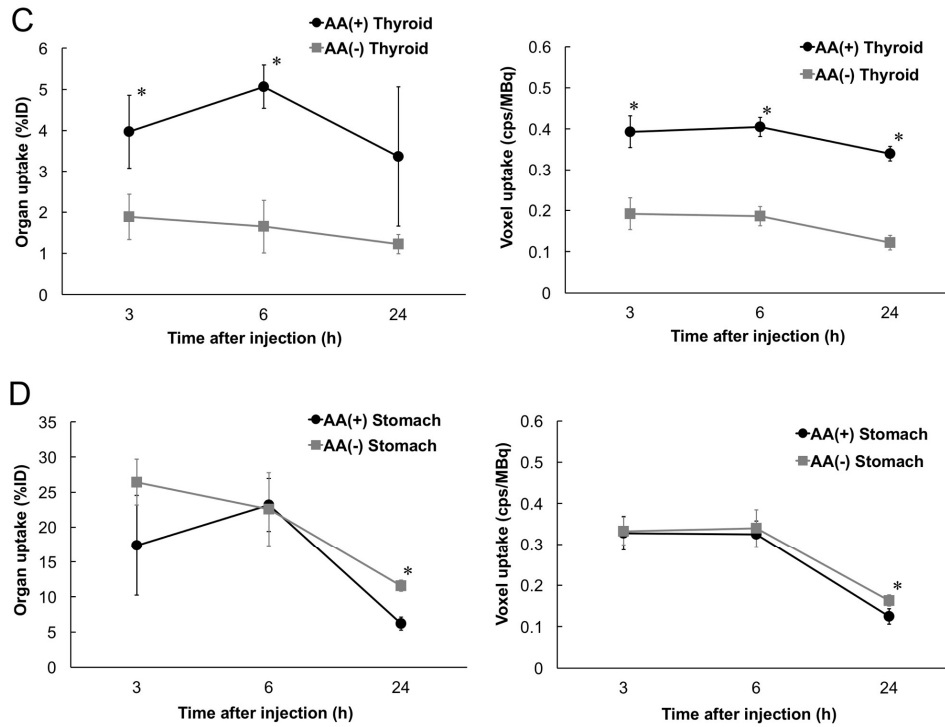 C
AA(+) Thyroid
AA(-) Thyroid
Organ uptake (%ID)
6
5
4
3
2
1
0
*
*
3
6
24
Time after injection (h)
AA(+) Thyroid
AA(-) Thyroid
Voxel uptake (cps/MBq)
0.6
0.5
0.4
0.3
0.2
0.1
0
*
*
*
3
6
24
Time after injection (h)
D
AA(+) Stomach
AA(-) Stomach
Organ uptake (%ID)
35
30
25
20
15
10
5
0
*
3
6
24
Time after injection (h)
AA(+) Stomach
AA(-) Stomach
Voxel uptake (cps/MBq)
0.6
0.5
0.4
0.3
0.2
0.1
0
*
3
6
24
Time after injection (h)